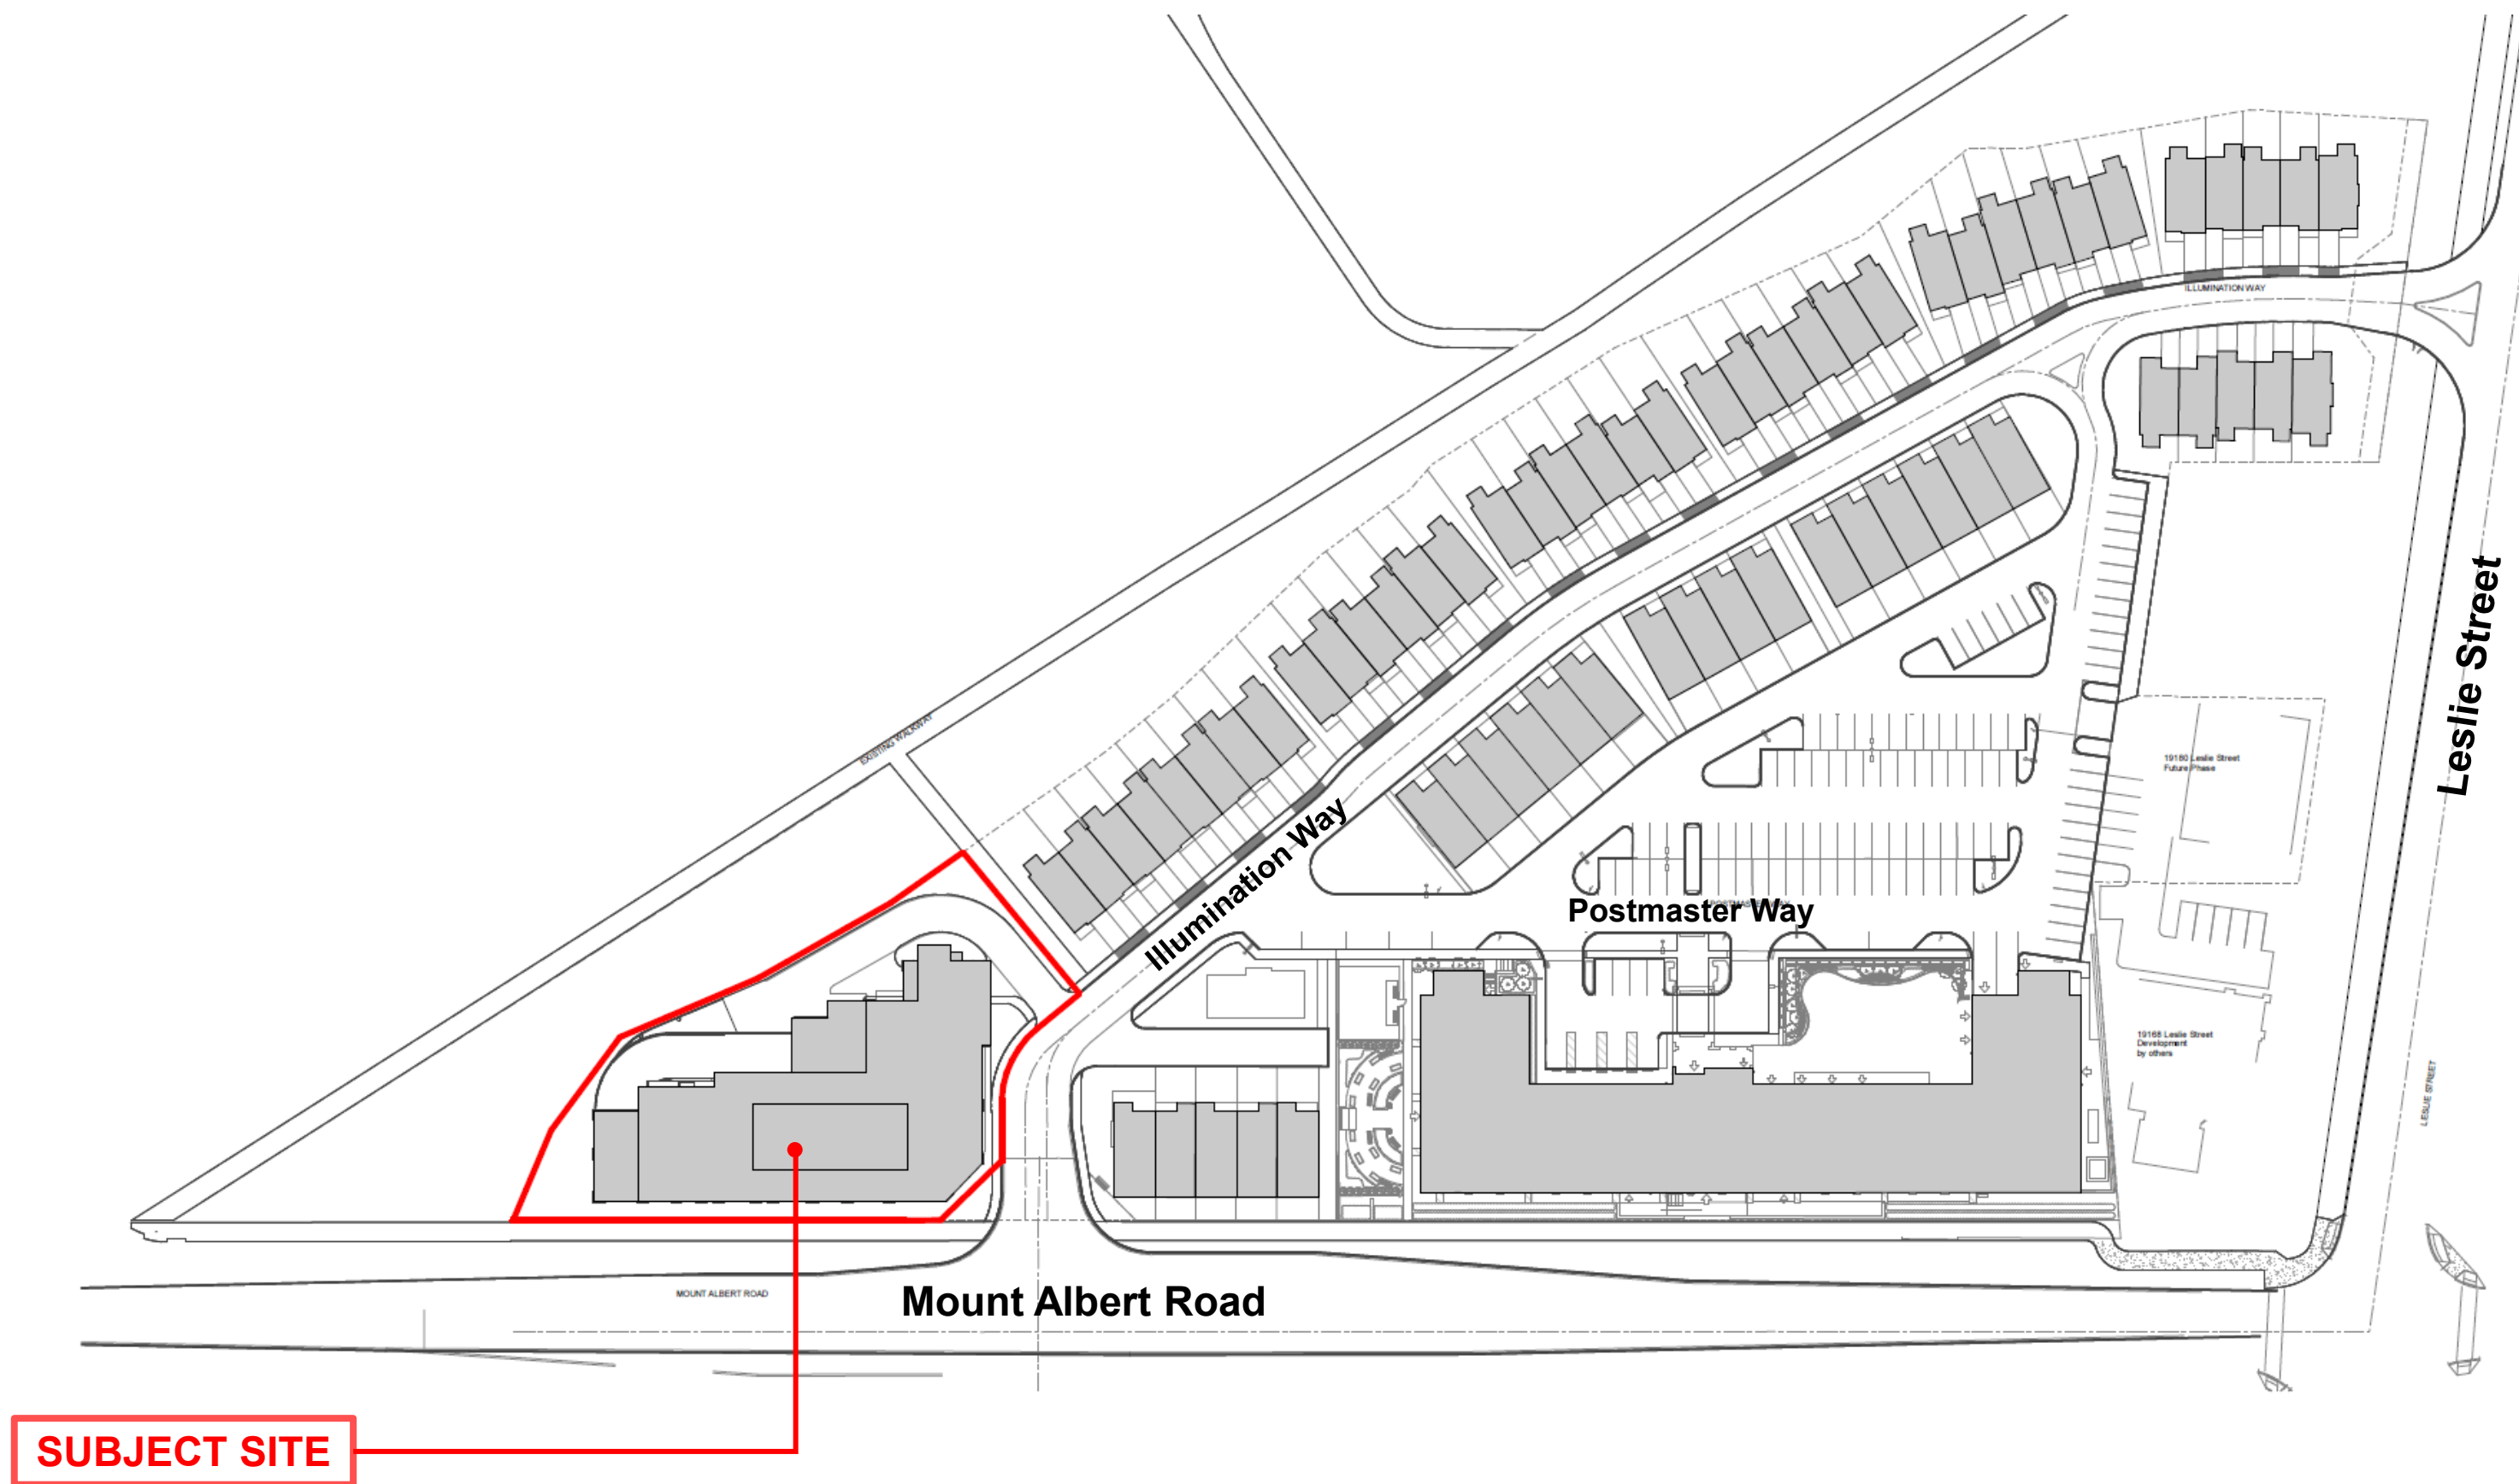 ILLUMINATION WAY
Leslie Street
EXISTING WALKWAY
19180 Leslie Street
Future Phase
Illumination Way
Postmaster Way
19168 Leslie Street
Development
by others
LESLIE STREET
MOUNT ALBERT ROAD
Mount Albert Road
SUBJECT SITE